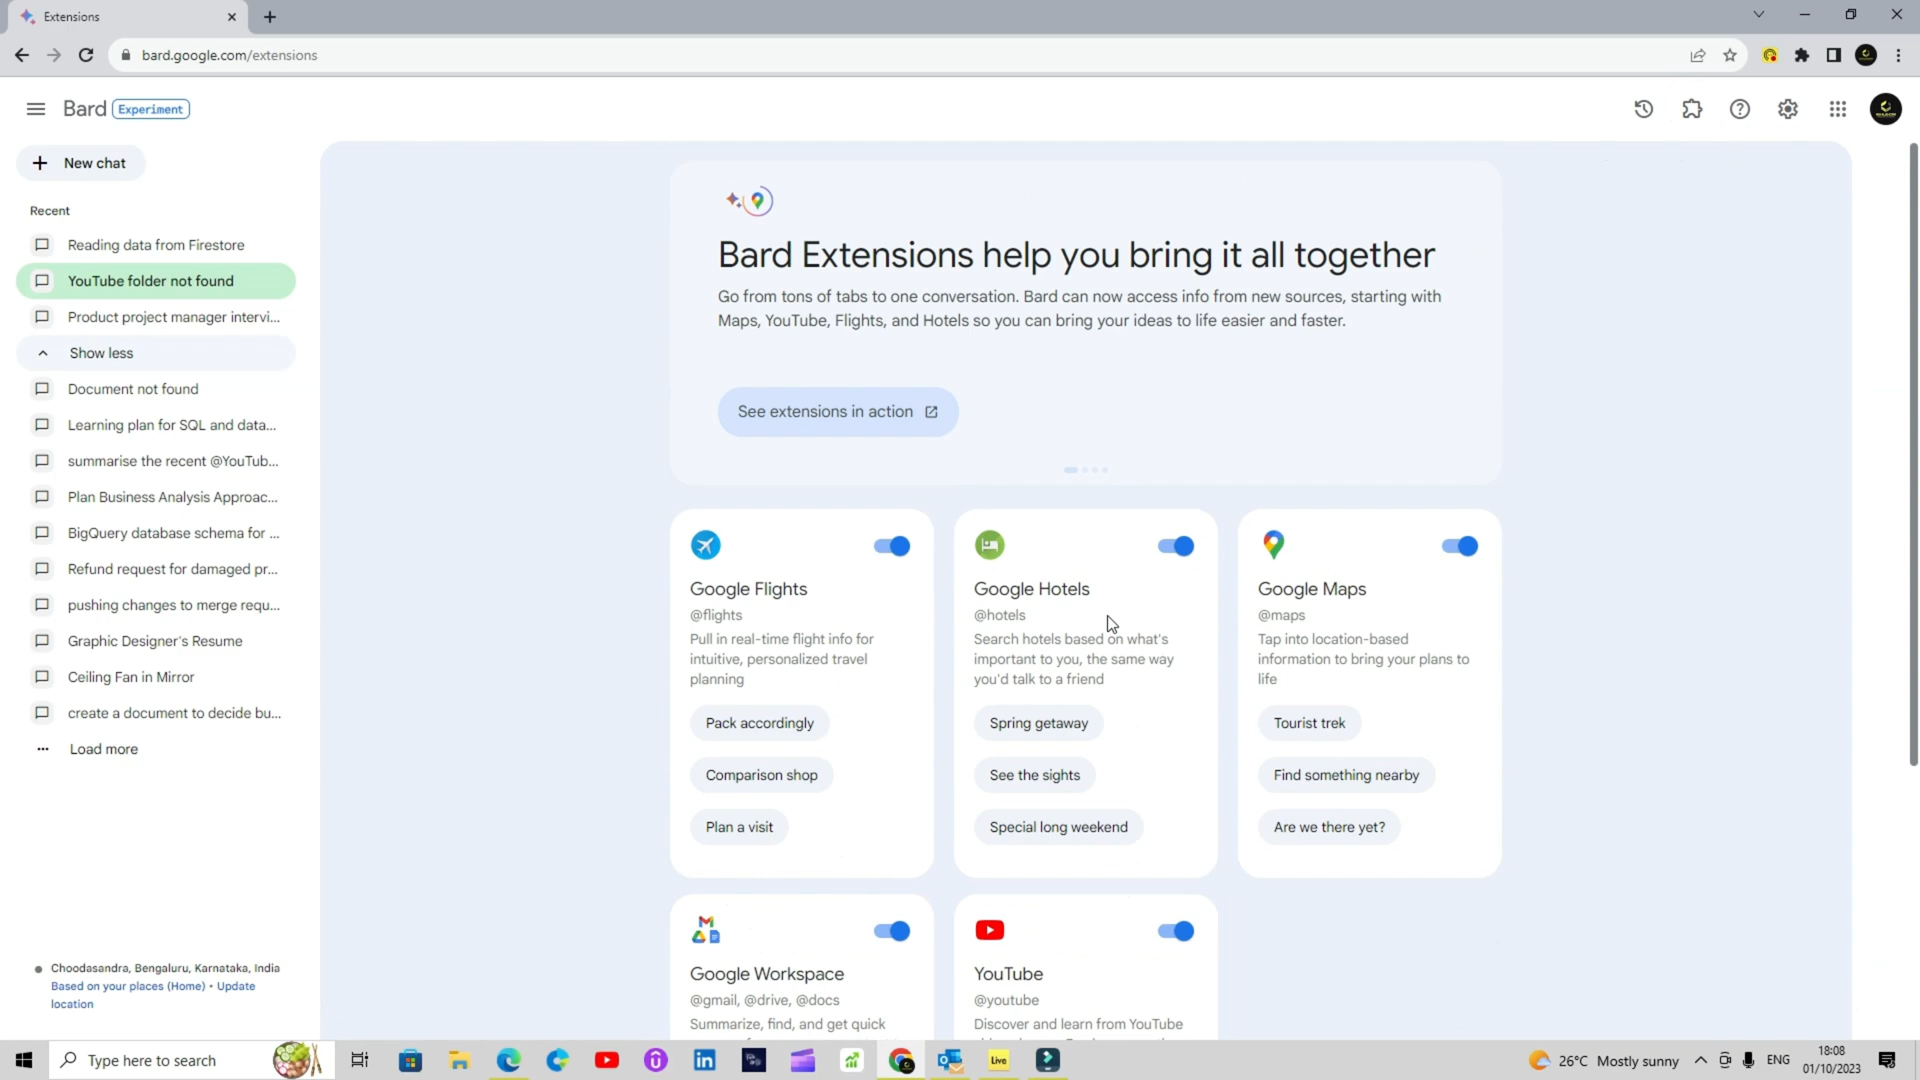 Extensions
bard.google.com/extensions
Bard Experiment
New chat
Recent
Reading data from Firestore
YouTube folder not found
Product project manager intervi...
Show less
Document not found
Learning plan for SQL and data...
summarise the recent @YouTub...
Plan Business Analysis Approac...
BigQuery database schema for ...
Refund request for damaged pr...
pushing changes to merge requ...
Graphic Designer's Resume
Ceiling Fan in Mirror
create a document to decide bu...
Load more
Choodasandra, Bengaluru, Karnataka, India
Based on your places (Home) • Update
location
Bard Extensions help you bring it all together
Go from tons of tabs to one conversation. Bard can now access info from new sources, starting with
Maps, YouTube, Flights, and Hotels so you can bring your ideas to life easier and faster.
See extensions in action
Google Flights
@flights
Pull in real-time flight info for
intuitive, personalized travel
planning
Pack accordingly
Comparison shop
Plan a visit
Google Hotels
@hotels
Search hotels based on what's
important to you, the same way
you'd talk to a friend
Spring getaway
See the sights
Special long weekend
Google Maps
@maps
Tap into location-based
information to bring your plans to
life
Tourist trek
Find something nearby
Are we there yet?
Google Workspace
@gmail, @drive, @docs
Summarize, find, and get quick
YouTube
@youtube
Discover and learn from YouTube
Type here to search
Live
26°C Mostly sunny
ENG
18:08
01/10/2023